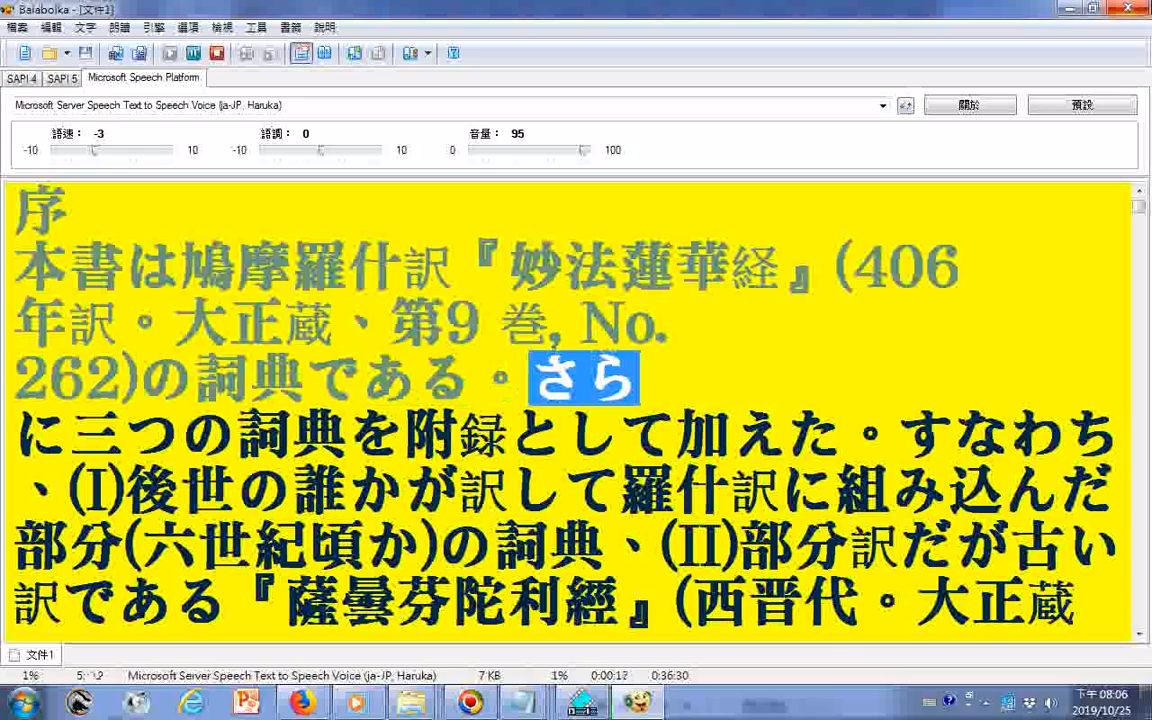 Balabolka - [文件1]
檔案 編輯 文字 朗讀 引擎 選項 檢視 工具 書籤 說明
SAPI 4 SAPI 5 Microsoft Speech Platform
Microsoft Server Speech Text to Speech Voice (ja-JP, Haruka) 關於 預設
語速： -3 語調： 0 音量： 95
-10 10 -10 10 0 100
序
本書は鳩摩羅什訳『妙法蓮華経』(406
年訳。大正蔵、第9 巻, No.
262)の詞典である。さら
に三つの詞典を附録として加えた。すなわち
、(I)後世の誰かが訳して羅什訳に組み込んだ
部分(六世紀頃か)の詞典、(II)部分訳だが古い
訳である『薩曇芬陀利經』(西晋代。大正蔵
文件1
1% Microsoft Server Speech Text to Speech Voice (ja-JP, Haruka) 7 KB 1% 0:00:12 0:36:30
下午 08:06
2019/10/25